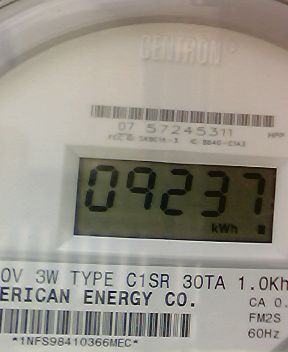 CENTRON®
07 57245311
09237
kWh
0V 3W TYPE C1SR 30TA 1.0Kh
ERICAN ENERGY CO.
CA 0.
FM2S
60Hz
*1NFS98410366MEC*